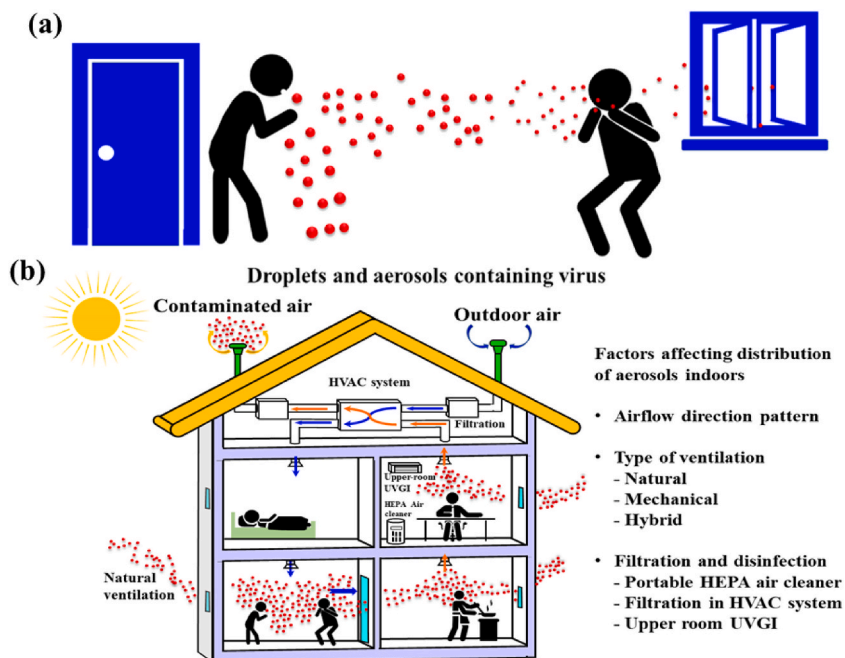 (a)
(b)
Droplets and aerosols containing virus
Contaminated air
Outdoor air
HVAC system
Filtration
Upper-room
UVGI
HEPA Air
cleaner
Natural
ventilation
Factors affecting distribution
of aerosols indoors
• Airflow direction pattern
• Type of ventilation
- Natural
- Mechanical
- Hybrid
• Filtration and disinfection
- Portable HEPA air cleaner
- Filtration in HVAC system
- Upper room UVGI